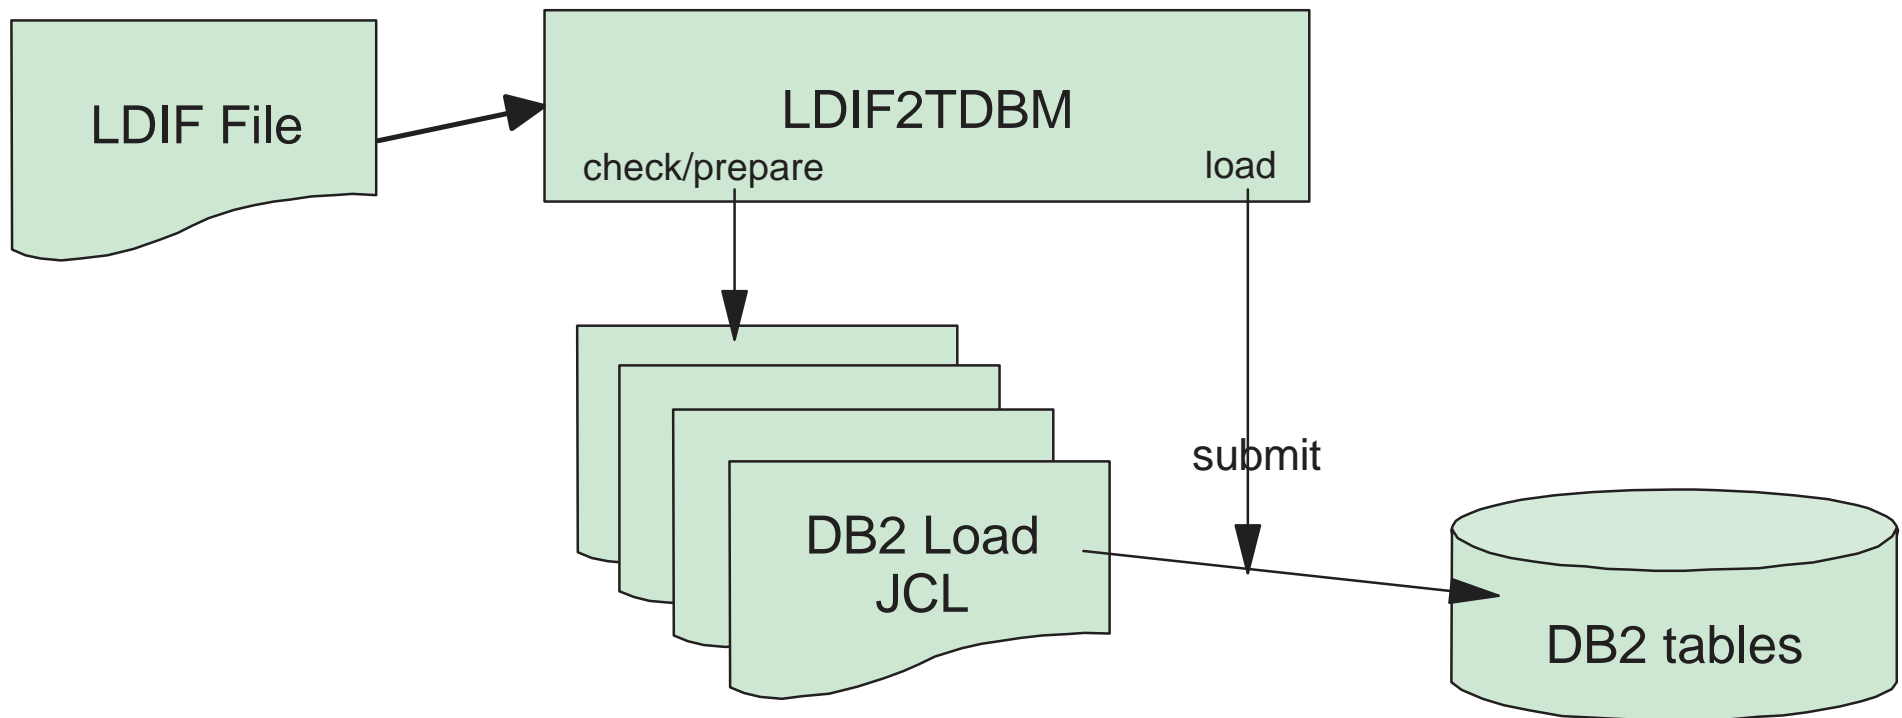 LDIF File
LDIF2TDBM
check/prepare
load
submit
DB2 Load
JCL
DB2 tables